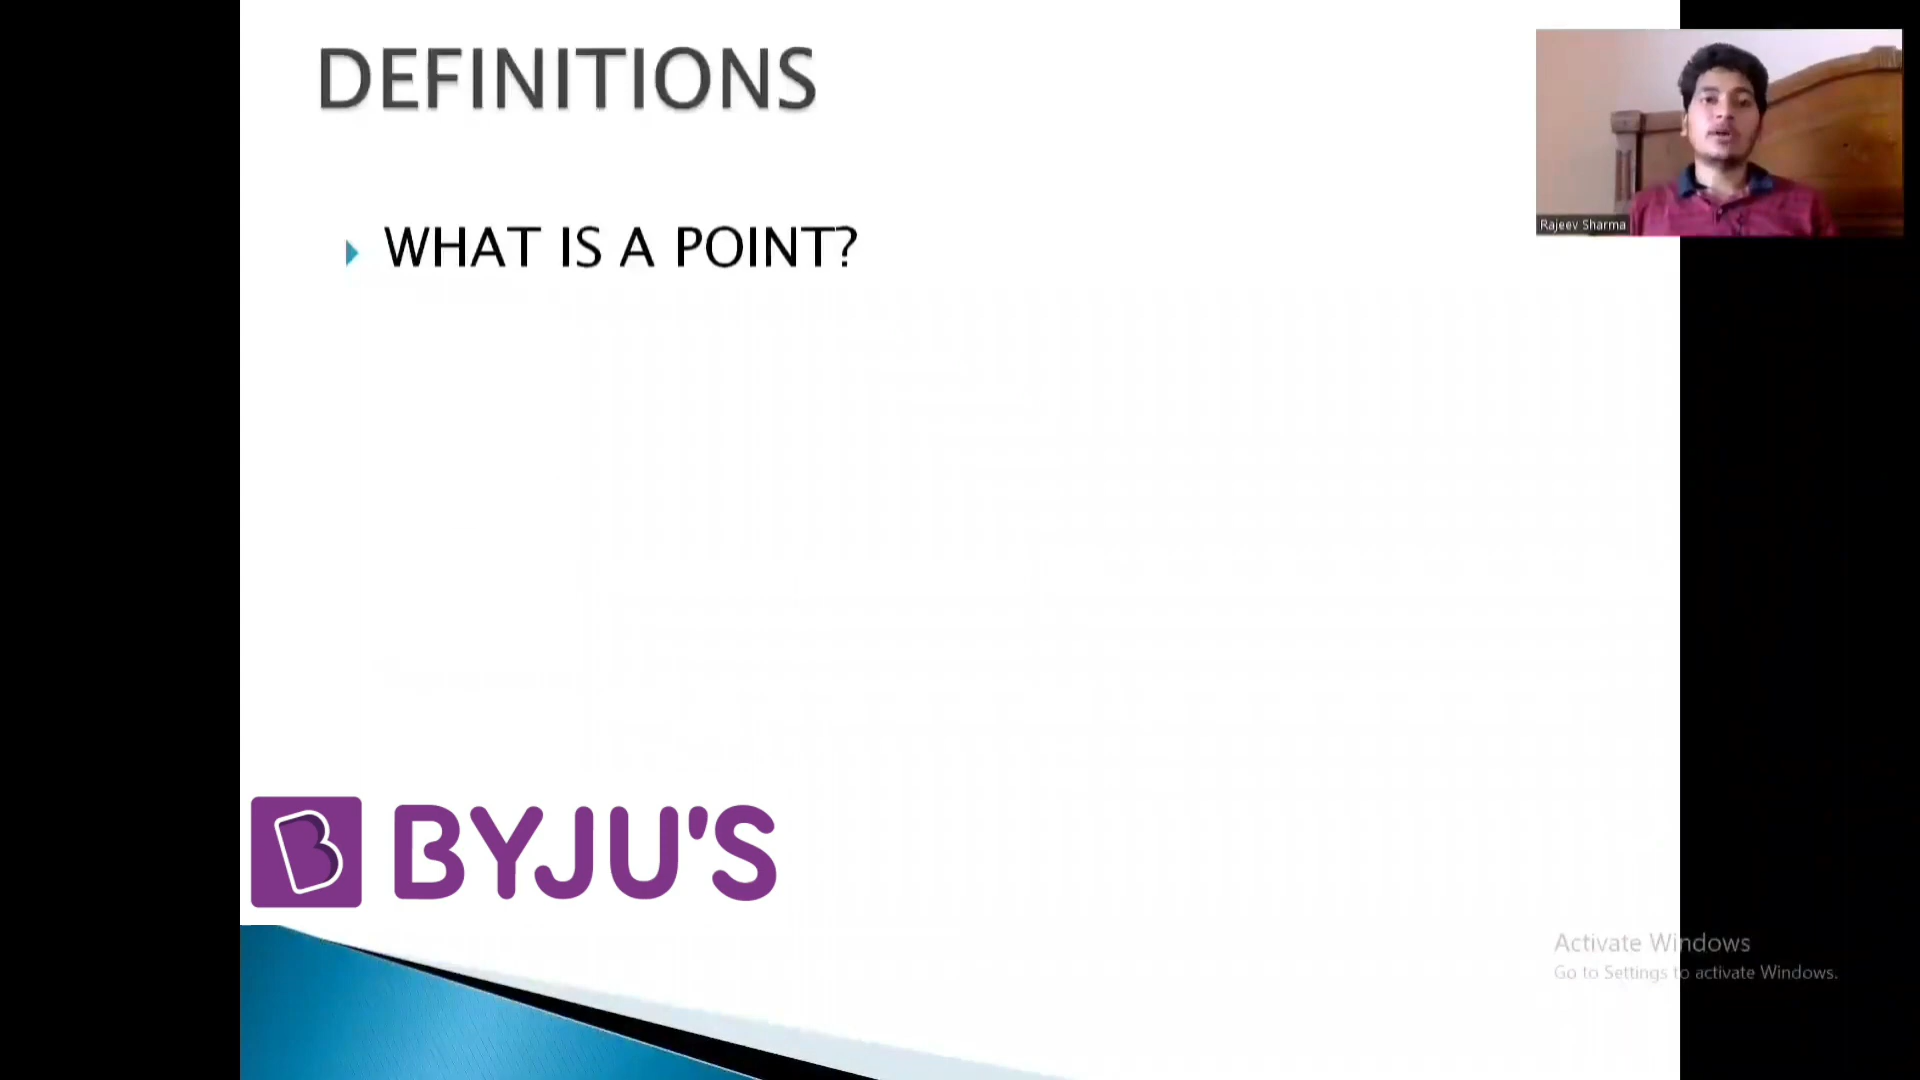 DEFINITIONS
WHAT IS A POINT?
Rajeev Sharma
B BYJU'S
Activate Windows
Go to Settings to activate Windows.